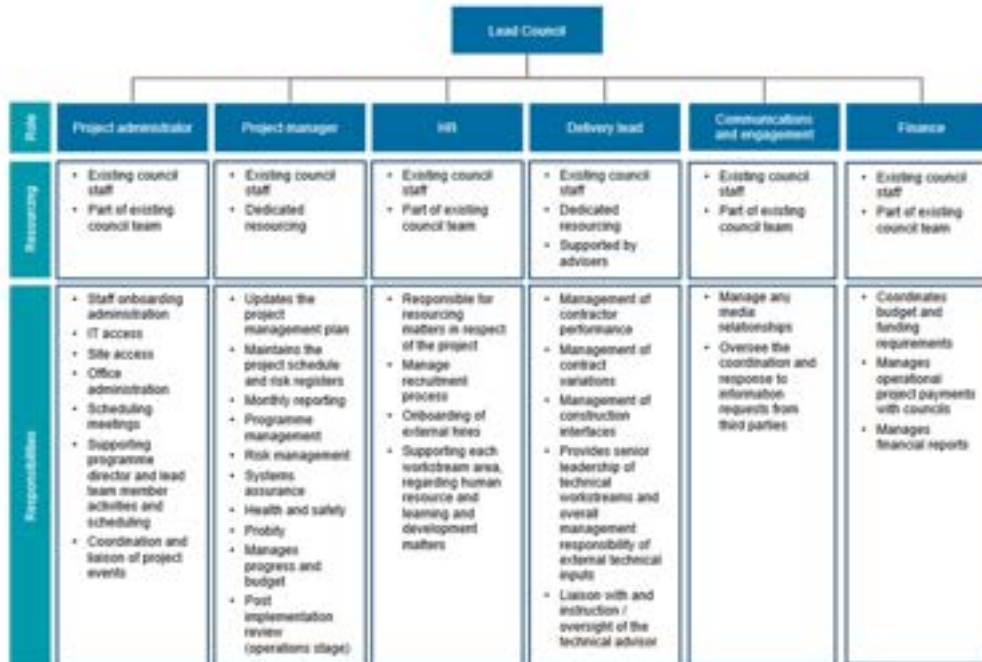 Lead Council
Role
Project administrator
Project manager
HR
Delivery lead
Communications
and engagement
Finance
Resourcing
• Existing council
staff
• Part of existing
council team
• Existing council
staff
• Dedicated
resourcing
• Existing council
staff
• Part of existing
council team
• Existing council
staff
• Dedicated
resourcing
• Supported by
advisers
• Existing council
staff
• Part of existing
council team
• Existing council
staff
• Part of existing
council team
Responsibilities
• Staff onboarding
administration
• IT access
• Site access
• Office
administration
• Scheduling
meetings
• Supporting
programme
director and lead
team member
activities and
scheduling
• Coordination and
liaison of project
events
• Updates the
project
management plan
• Maintains the
project schedule
and risk registers
• Monthly reporting
• Programme
management
• Risk management
• Systems
assurance
• Health and safety
• Probity
• Manages
progress and
budget
• Post
implementation
review
(operations stage)
• Responsible for
resourcing
matters in respect
of the project
• Manage
recruitment
process
• Onboarding of
external hires
• Supporting each
workstream area,
regarding human
resource and
learning and
development
matters
• Management of
contractor
performance
• Management of
contract
variations
• Management of
construction
interfaces
• Provides senior
leadership of
technical
workstreams and
overall
management
responsibility of
external technical
inputs
• Liaison with and
instruction /
oversight of the
technical advisor
• Manage any
media
relationships
• Oversee the
coordination and
response to
information
requests from
third parties
• Coordinates
budget and
funding
requirements
• Manages
operational
project payments
with councils
• Manages
financial reports